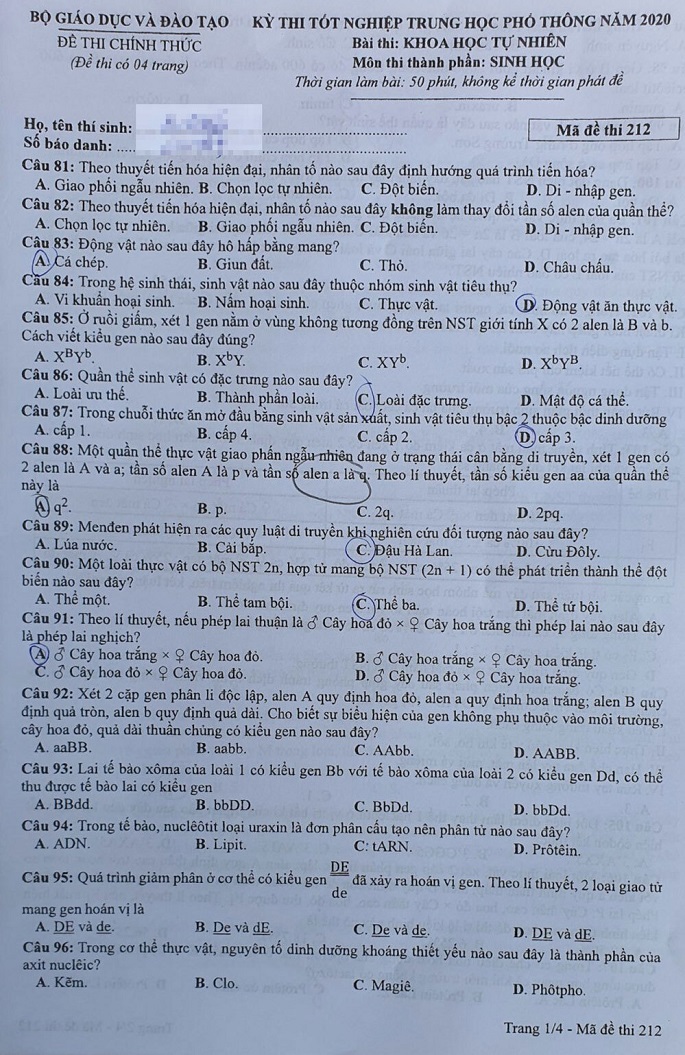 BỘ GIÁO DỤC VÀ ĐÀO TẠO KỲ THI TỐT NGHIỆP TRUNG HỌC PHỔ THÔNG NĂM 2020
ĐỀ THI CHÍNH THỨC Bài thi: KHOA HỌC TỰ NHIÊN
(Đề thi có 04 trang) Môn thi thành phần: SINH HỌC
Thời gian làm bài: 50 phút, không kể thời gian phát đề
Họ, tên thí sinh: Mã đề thi 212
Số báo danh: .....
Câu 81: Theo thuyết tiến hóa hiện đại, nhân tố nào sau đây định hướng quá trình tiến hóa?
A. Giao phối ngẫu nhiên. B. Chọn lọc tự nhiên. C. Đột biến. D. Di - nhập gen.
Câu 82: Theo thuyết tiến hóa hiện đại, nhân tố nào sau đây không làm thay đổi tần số alen của quần thể?
A. Chọn lọc tự nhiên. B. Giao phối ngẫu nhiên. C. Đột biến. D. Di - nhập gen.
Câu 83: Động vật nào sau đây hô hấp bằng mang?
A. Cá chép. B. Giun đất. C. Thỏ. D. Châu chấu.
Câu 84: Trong hệ sinh thái, sinh vật nào sau đây thuộc nhóm sinh vật tiêu thụ?
A. Vi khuẩn hoại sinh. B. Nấm hoại sinh. C. Thực vật. D. Động vật ăn thực vật.
Câu 85: Ở ruồi giấm, xét 1 gen nằm ở vùng không tương đồng trên NST giới tính X có 2 alen là B và b.
Cách viết kiểu gen nào sau đây đúng?
A. XᴮYᵇ. B. XᵇY. C. XYᵇ. D. XᵇYᴮ.
Câu 86: Quần thể sinh vật có đặc trưng nào sau đây?
A. Loài ưu thế. B. Thành phần loài. C. Loài đặc trưng. D. Mật độ cá thể.
Câu 87: Trong chuỗi thức ăn mở đầu bằng sinh vật sản xuất, sinh vật tiêu thụ bậc 2 thuộc bậc dinh dưỡng
A. cấp 1. B. cấp 4. C. cấp 2. D. cấp 3.
Câu 88: Một quần thể thực vật giao phấn ngẫu nhiên đang ở trạng thái cân bằng di truyền, xét 1 gen có
2 alen là A và a; tần số alen A là p và tần số alen a là q. Theo lí thuyết, tần số kiểu gen aa của quần thể
này là
A. q². B. p. C. 2q. D. 2pq.
Câu 89: Menđen phát hiện ra các quy luật di truyền khi nghiên cứu đối tượng nào sau đây?
A. Lúa nước. B. Cải bắp. C. Đậu Hà Lan. D. Cừu Đôly.
Câu 90: Một loài thực vật có bộ NST 2n, hợp tử mang bộ NST (2n + 1) có thể phát triển thành thể đột
biến nào sau đây?
A. Thể một. B. Thể tam bội. C. Thể ba. D. Thể tứ bội.
Câu 91: Theo lí thuyết, nếu phép lai thuận là ♂ Cây hoa đỏ × ♀ Cây hoa trắng thì phép lai nào sau đây
là phép lai nghịch?
A. ♂ Cây hoa trắng × ♀ Cây hoa đỏ. B. ♂ Cây hoa trắng × ♀ Cây hoa trắng.
C. ♂ Cây hoa đỏ × ♀ Cây hoa đỏ. D. ♂ Cây hoa đỏ × ♀ Cây hoa trắng.
Câu 92: Xét 2 cặp gen phân li độc lập, alen A quy định hoa đỏ, alen a quy định hoa trắng; alen B quy
định quả tròn, alen b quy định quả dài. Cho biết sự biểu hiện của gen không phụ thuộc vào môi trường,
cây hoa đỏ, quả dài thuần chủng có kiểu gen nào sau đây?
A. aaBB. B. aabb. C. AAbb. D. AABB.
Câu 93: Lai tế bào xôma của loài 1 có kiểu gen Bb với tế bào xôma của loài 2 có kiểu gen Dd, có thể
thu được tế bào lai có kiểu gen
A. BBdd. B. bbDD. C. BbDd. D. bbDd.
Câu 94: Trong tế bào, nuclêôtit loại uraxin là đơn phân cấu tạo nên phân tử nào sau đây?
A. ADN. B. Lipit. C. tARN. D. Prôtêin.
Câu 95: Quá trình giảm phân ở cơ thể có kiểu gen DE/de đã xảy ra hoán vị gen. Theo lí thuyết, 2 loại giao tử
mang gen hoán vị là
A. DE và de. B. De và dE. C. De và de. D. DE và dE.
Câu 96: Trong cơ thể thực vật, nguyên tố dinh dưỡng khoáng thiết yếu nào sau đây là thành phần của
axit nuclêic?
A. Kẽm. B. Clo. C. Magiê. D. Phôtpho.
Trang 1/4 - Mã đề thi 212